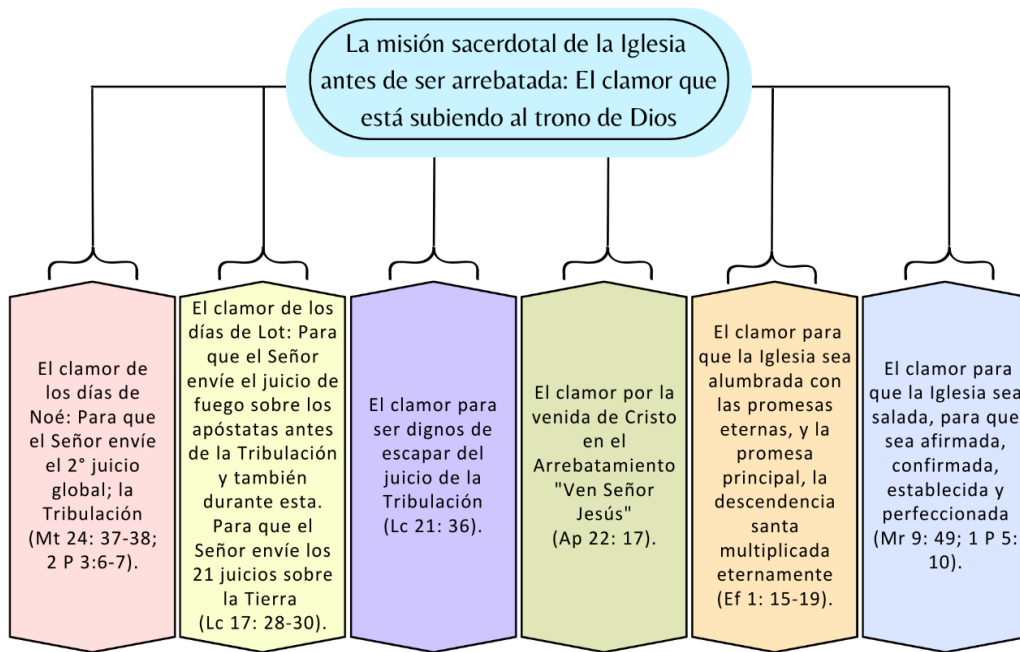 La misión sacerdotal de la Iglesia
antes de ser arrebatada: El clamor que
está subiendo al trono de Dios
El clamor de
los días de
Noé: Para que
el Señor envíe
el 2° juicio
global; la
Tribulación
(Mt 24: 37-38;
2 P 3:6-7).
El clamor de los
días de Lot: Para
que el Señor
envíe el juicio de
fuego sobre los
apóstatas antes
de la Tribulación
y también
durante esta.
Para que el
Señor envíe los
21 juicios sobre
la Tierra
(Lc 17: 28-30).
El clamor para
ser dignos de
escapar del
juicio de la
Tribulación
(Lc 21: 36).
El clamor por la
venida de Cristo
en el
Arrebatamiento
"Ven Señor
Jesús"
(Ap 22: 17).
El clamor para
que la Iglesia sea
alumbrada con
las promesas
eternas, y la
promesa
principal, la
descendencia
santa
multiplicada
eternamente
(Ef 1: 15-19).
El clamor para
que la Iglesia sea
salada, para que
sea afirmada,
confirmada,
establecida y
perfeccionada
(Mr 9: 49; 1 P 5:
10).